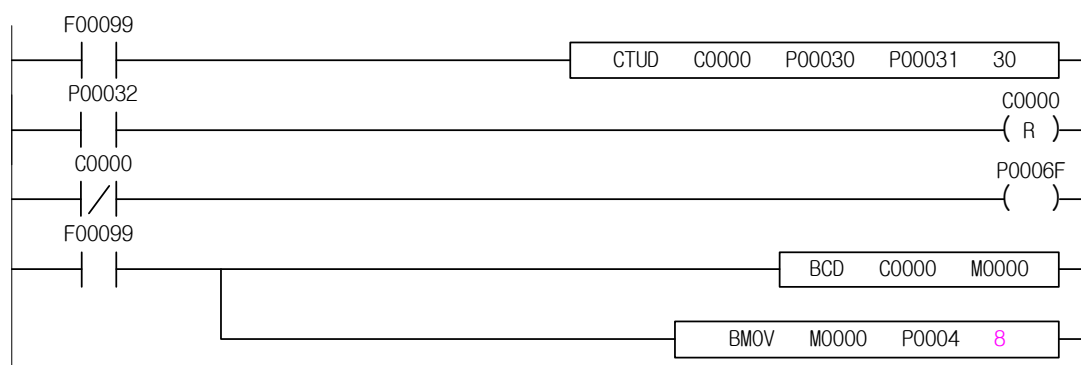 F00099
CTUD C0000 P00030 P00031 30
P00032
C0000
R
C0000
P0006F
F00099
BCD C0000 M0000
BMOV M0000 P0004 8